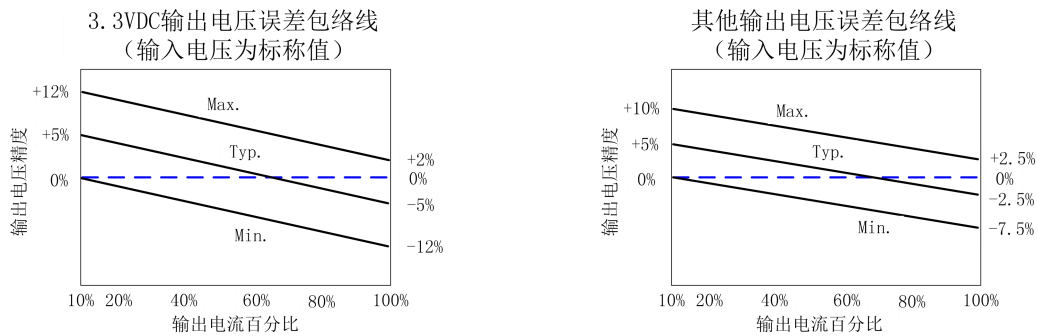 3.3VDC输出电压误差包络线
（输入电压为标称值）
+12%
+5%
0%
Max.
Typ.
Min.
+2%
0%
-5%
-12%
输出电压精度
10% 20% 40% 60% 80% 100%
输出电流百分比
其他输出电压误差包络线
（输入电压为标称值）
+10%
+5%
0%
Max.
Typ.
Min.
+2.5%
0%
-2.5%
-7.5%
输出电压精度
10% 20% 40% 60% 80% 100%
输出电流百分比